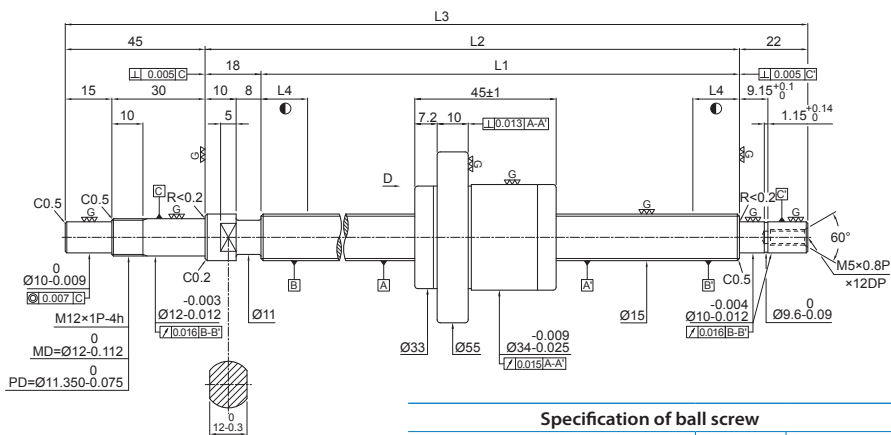 L3
45
L2
22
⊥ 0.005 C
18
L1
⊥ 0.005 C'
15
30
10
8
L4
45±1
L4
9.15 +0.1 0
10
5
7.2
10
⊥ 0.013 A-A'
1.15 +0.14 0
G
G
G
G
D
G
C0.5
C0.5
G
C
G
R<0.2
G
R<0.2
G
C'
G
60°
C0.2
B
A
A'
B'
C0.5
M5×0.8P
×12DP
0
Ø10-0.009
◎ 0.007 C
-0.003
Ø12-0.012
Ø11
-0.004
Ø10-0.012
0
Ø9.6-0.09
Ø15
↗ 0.016 B-B'
↗ 0.016 B-B'
M12×1P-4h
0
MD=Ø12-0.112
0
PD=Ø11.350-0.075
Ø33
Ø55
-0.009
Ø34-0.025
↗ 0.015 A-A'
0
12-0.3
Specification of ball screw